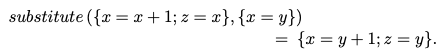 substitute ({x = x + 1; z = x}, {x = y})
= {x = y + 1; z = y}.